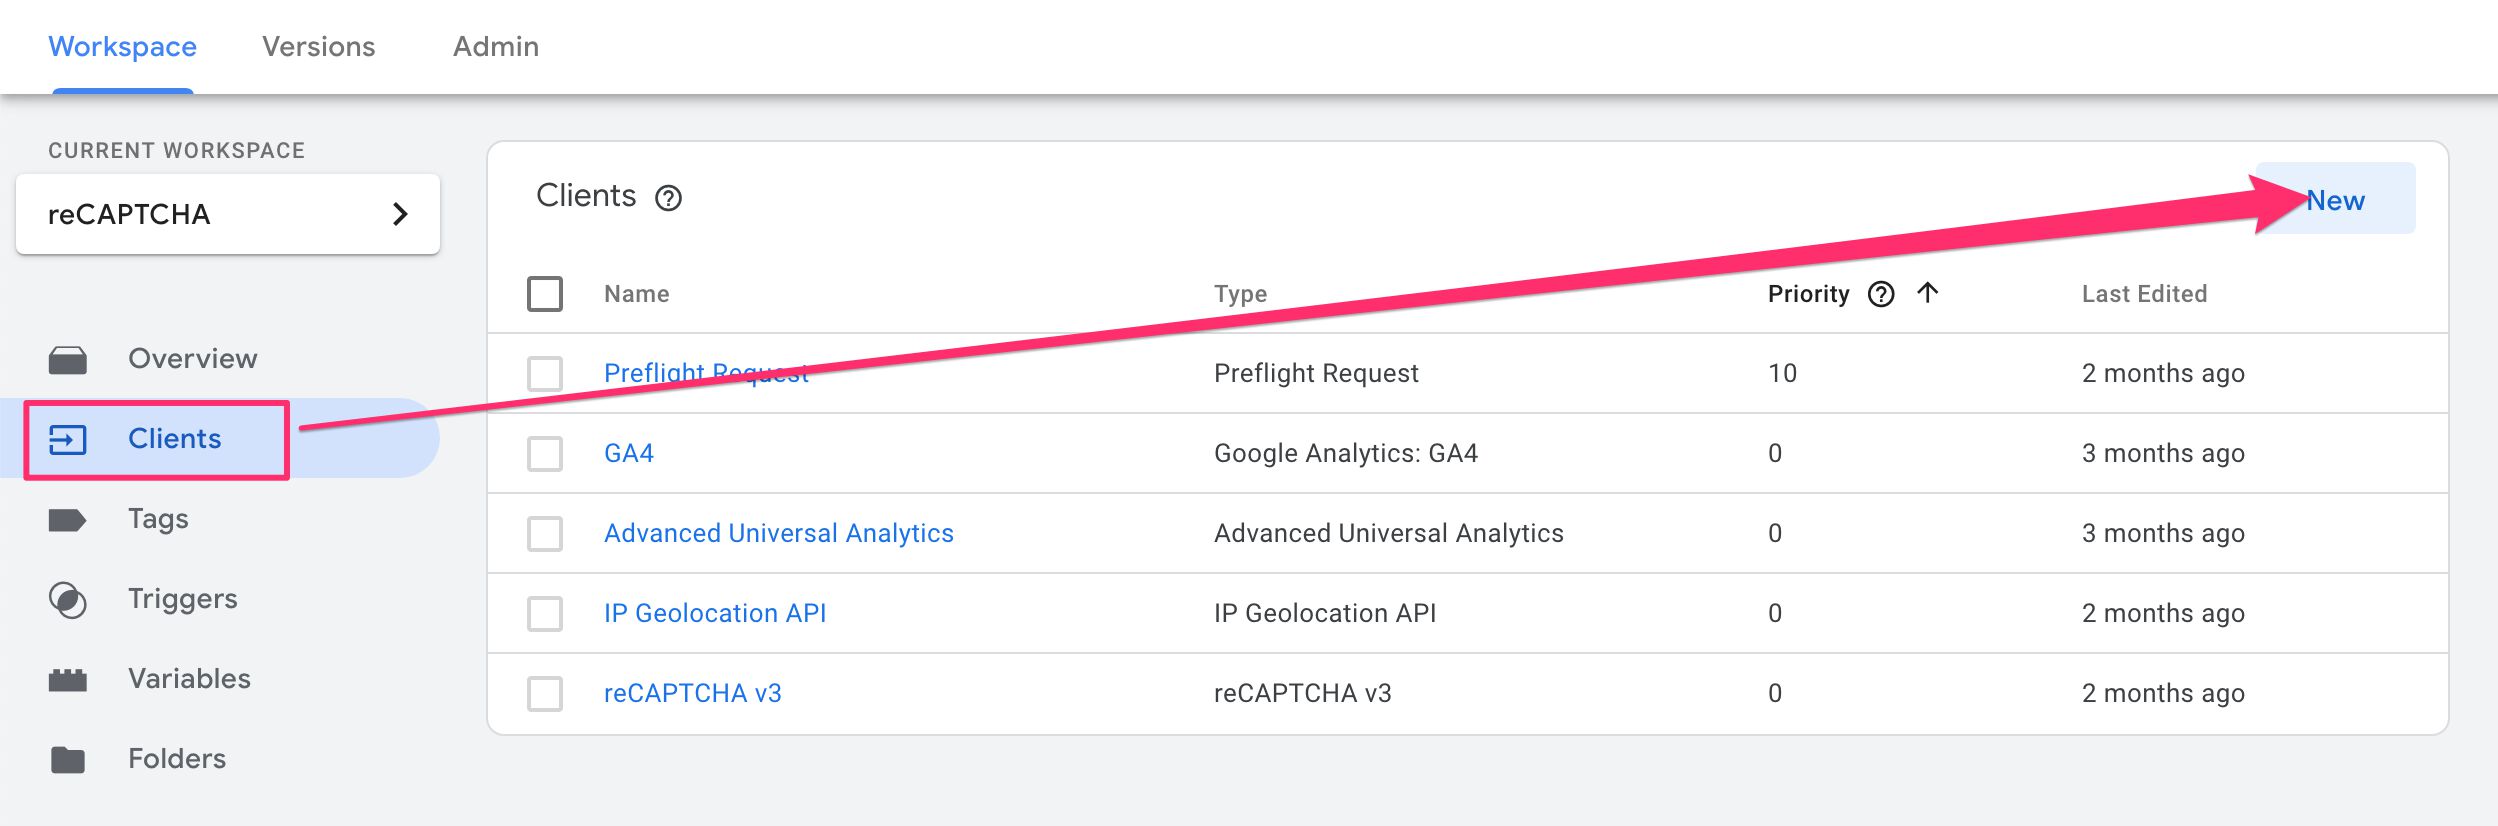 Workspace Versions Admin
CURRENT WORKSPACE
reCAPTCHA
Overview
Clients
Tags
Triggers
Variables
Folders
Clients New
Name Type Priority Last Edited
Preflight Request Preflight Request 10 2 months ago
GA4 Google Analytics: GA4 0 3 months ago
Advanced Universal Analytics Advanced Universal Analytics 0 3 months ago
IP Geolocation API IP Geolocation API 0 2 months ago
reCAPTCHA v3 reCAPTCHA v3 0 2 months ago